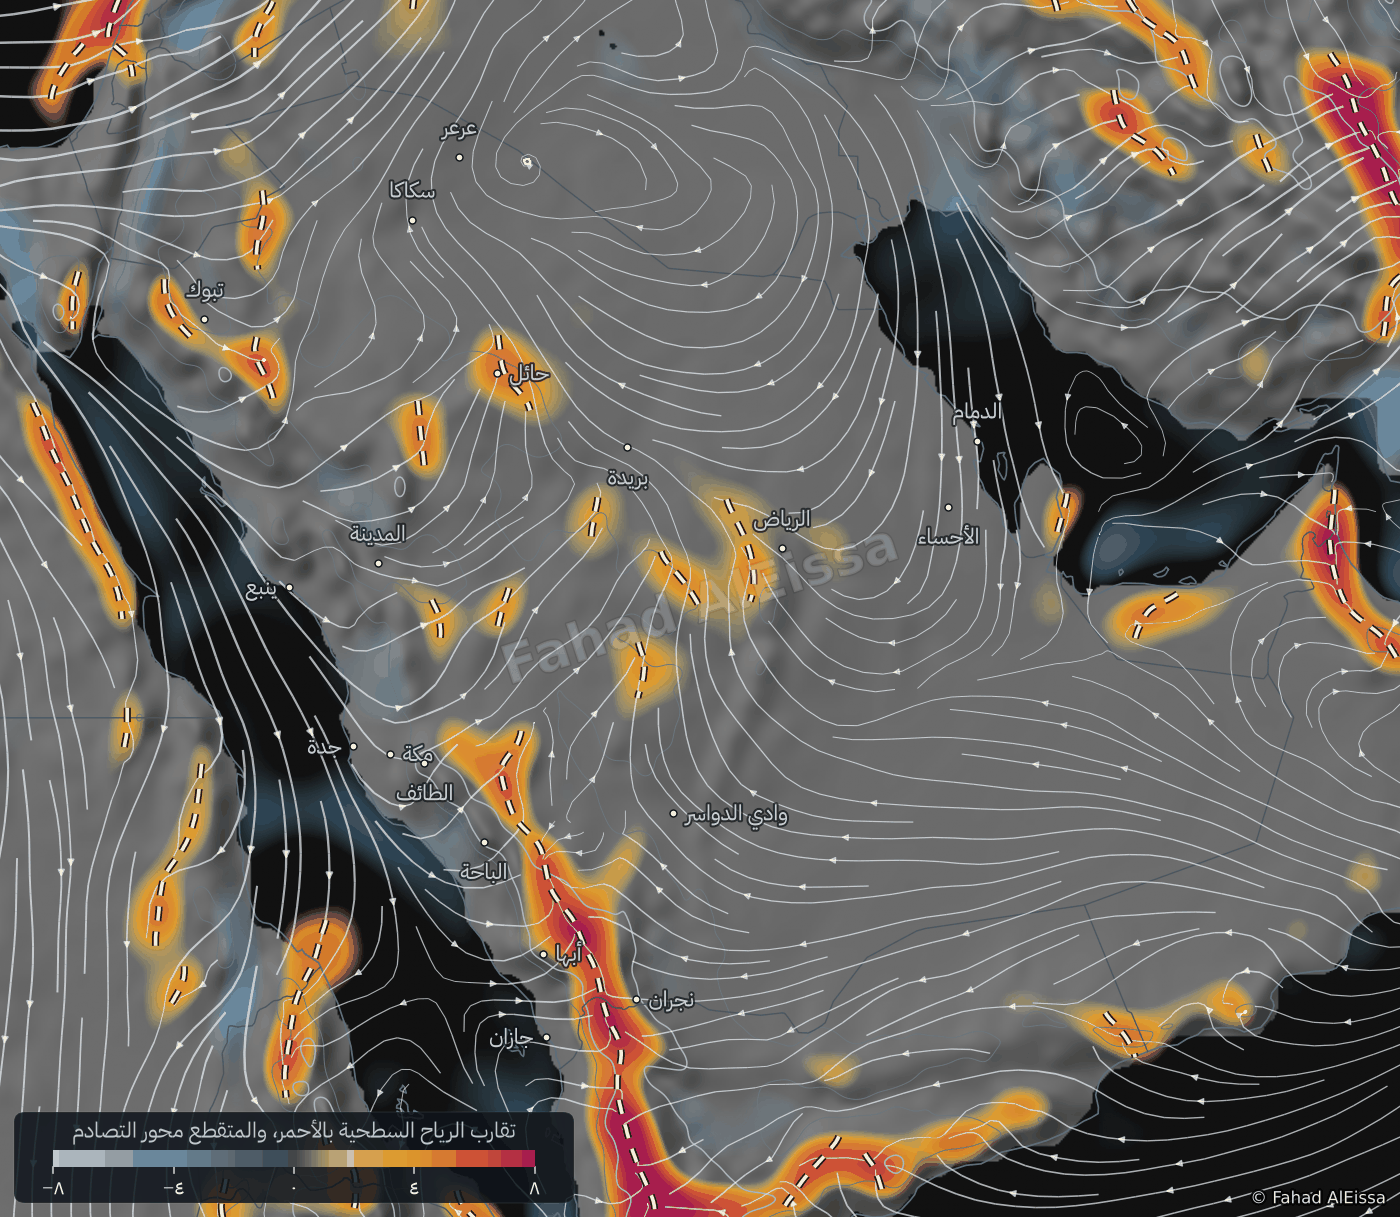 عرعر
سكاكا
تبوك
حائل
الدمام
بريدة
الرياض
المدينة
الأحساء
ينبع
Fahad AlEissa
جدة
مكة
الطائف
وادي الدواسر
الباحة
أبها
نجران
جازان
تقارب الرياح السطحية بالأحمر، والمتقطع محور التصادم
−٨ −٤ ٠ ٤ ٨
© Fahad AlEissa